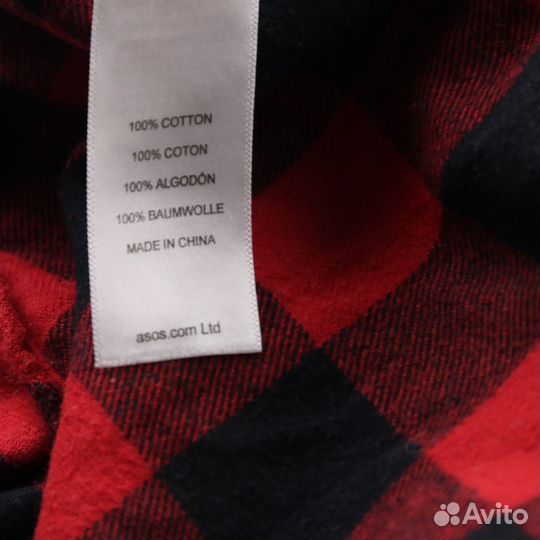 100% COTTON
100% COTON
100% ALGODÓN
100% BAUMWOLLE
MADE IN CHINA
asos.com Ltd
Avito